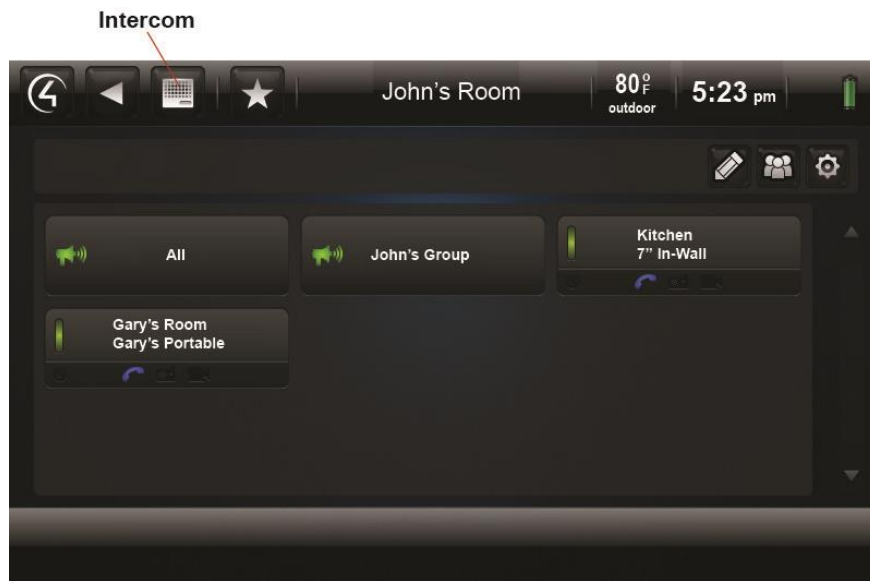 Intercom
John's Room
80°F
outdoor
5:23 pm
All
John's Group
Kitchen
7” In-Wall
Gary's Room
Gary's Portable